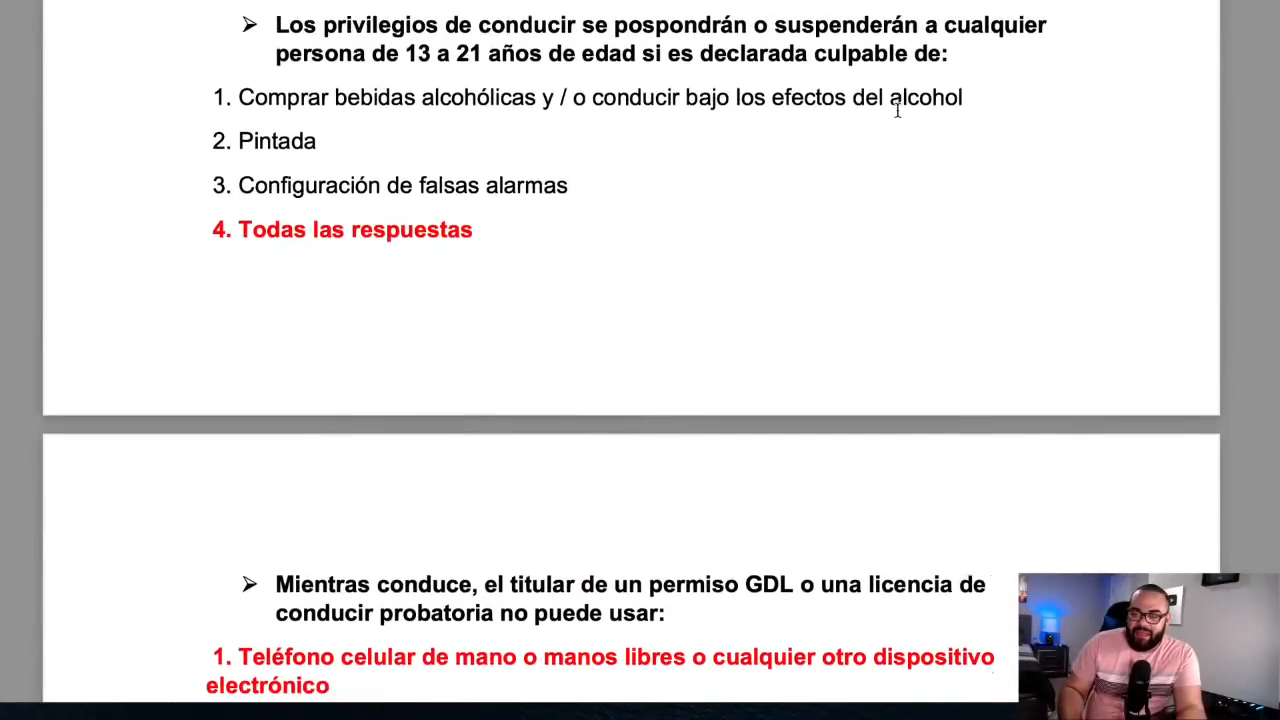 ➢ Los privilegios de conducir se pospondrán o suspenderán a cualquier
persona de 13 a 21 años de edad si es declarada culpable de:
1. Comprar bebidas alcohólicas y / o conducir bajo los efectos del alcohol
2. Pintada
3. Configuración de falsas alarmas
4. Todas las respuestas
➢ Mientras conduce, el titular de un permiso GDL o una licencia de
conducir probatoria no puede usar:
1. Teléfono celular de mano o manos libres o cualquier otro dispositivo
electrónico